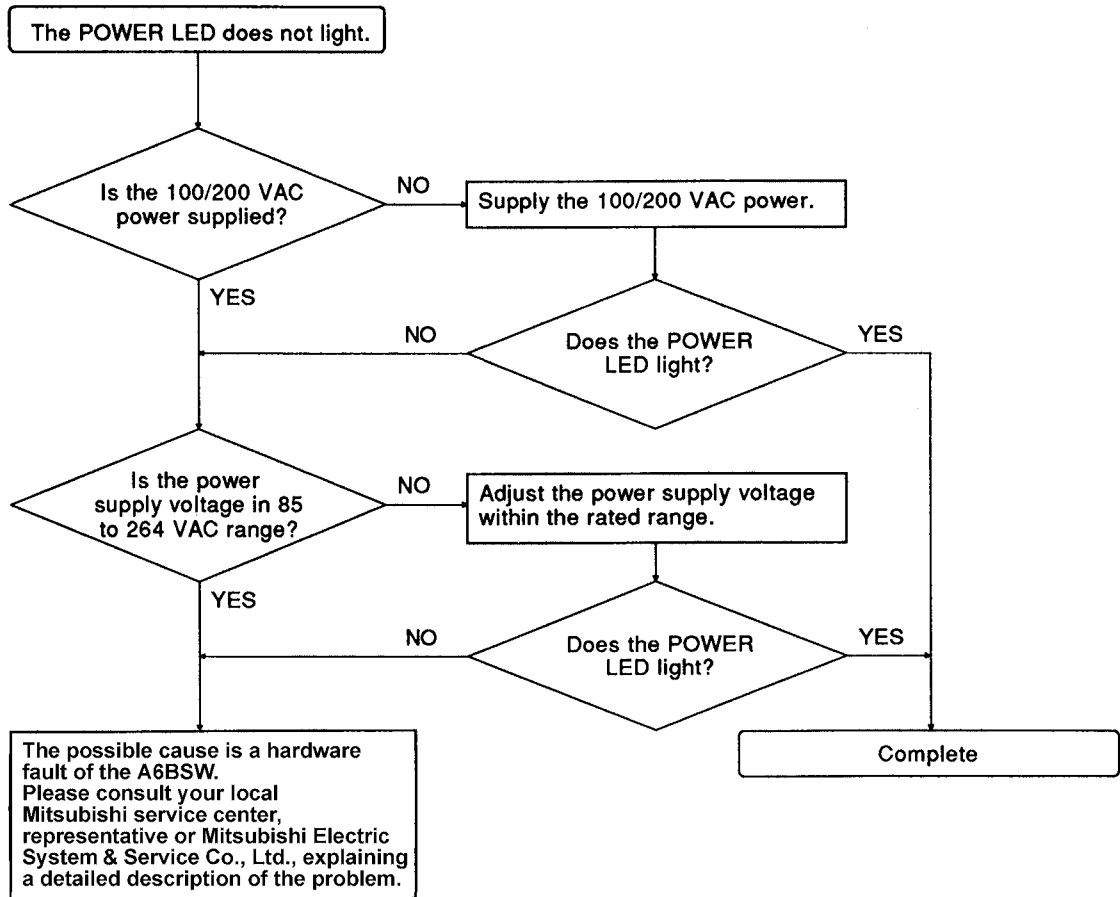 The POWER LED does not light.
Is the 100/200 VAC
power supplied?
NO
Supply the 100/200 VAC power.
YES
NO
Does the POWER
LED light?
YES
Is the power
supply voltage in 85
to 264 VAC range?
NO
Adjust the power supply voltage
within the rated range.
YES
NO
Does the POWER
LED light?
YES
The possible cause is a hardware
fault of the A6BSW.
Please consult your local
Mitsubishi service center,
representative or Mitsubishi Electric
System & Service Co., Ltd., explaining
a detailed description of the problem.
Complete